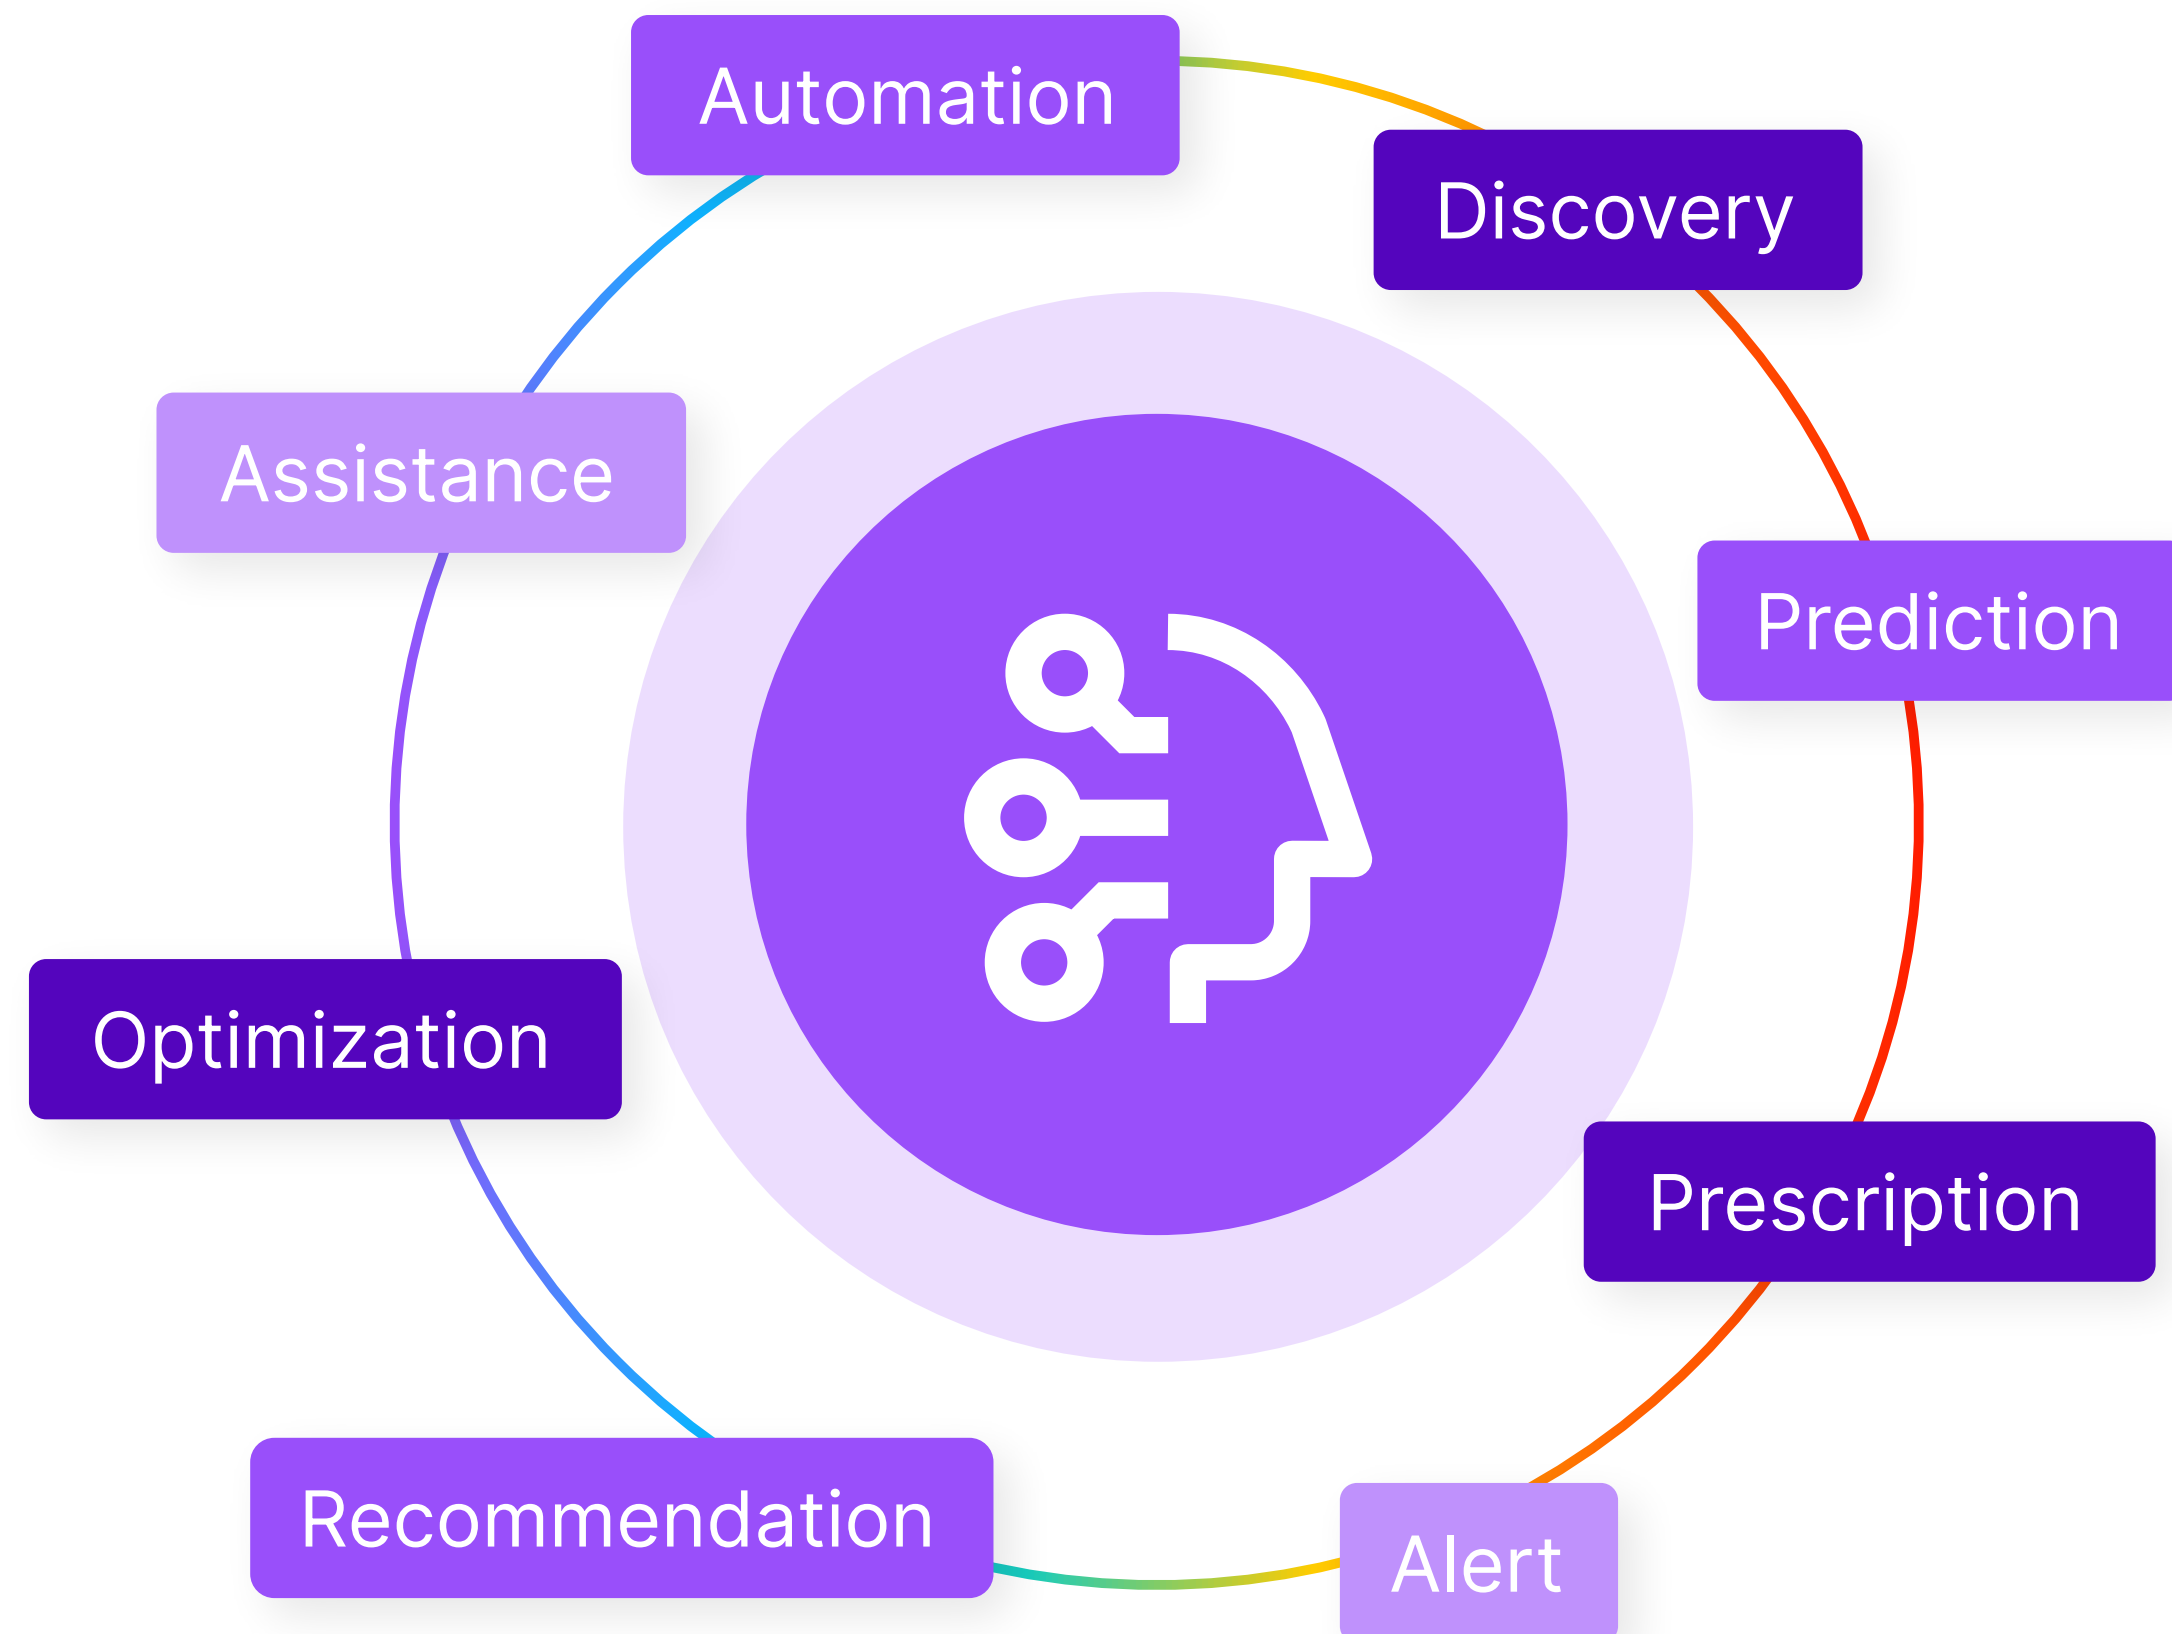 Automation
Discovery
Assistance
Prediction
Optimization
Prescription
Recommendation
Alert